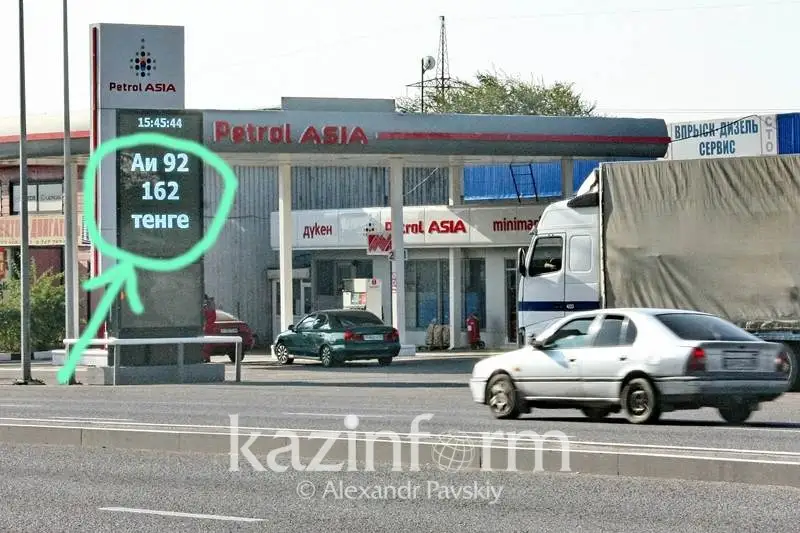 Petrol ASIA
15:45:44
Аи 92
162
тенге
Petrol ASIA
ВПРЫСК-ДИЗЕЛЬ
СЕРВИС
СТО
дүкен
Petrol ASIA
minimar
kazinform
© Alexandr Pavskiy